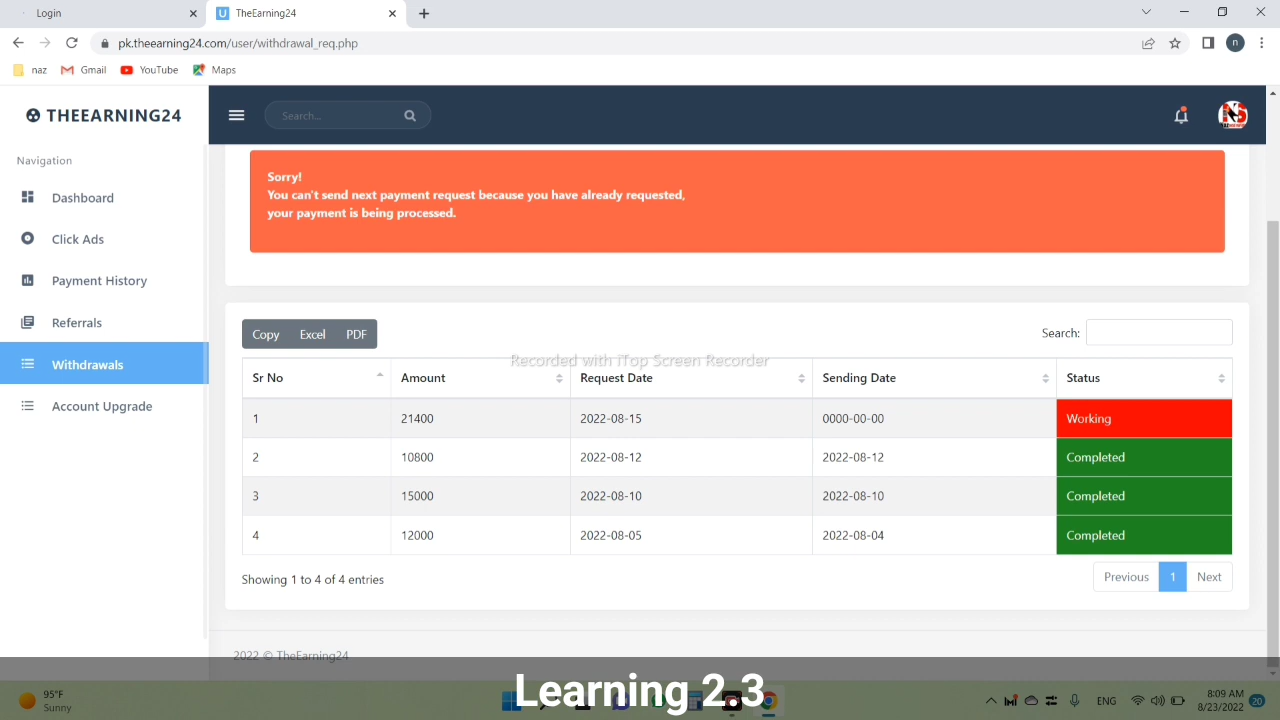 Login
TheEarning24
pk.theearning24.com/user/withdrawal_req.php
n
naz
Gmail
YouTube
Maps
THEEARNING24
Search...
Navigation
Dashboard
Click Ads
Payment History
Referrals
Withdrawals
Account Upgrade
Sorry!
You can't send next payment request because you have already requested,
your payment is being processed.
Copy Excel PDF
Search:
Recorded with iTop Screen Recorder
Sr No Amount Request Date Sending Date Status
1 21400 2022-08-15 0000-00-00 Working
2 10800 2022-08-12 2022-08-12 Completed
3 15000 2022-08-10 2022-08-10 Completed
4 12000 2022-08-05 2022-08-04 Completed
Showing 1 to 4 of 4 entries
Previous 1 Next
2022 © TheEarning24
Learning 2.3
95°F
Sunny
ENG
8:09 AM
8/23/2022
20